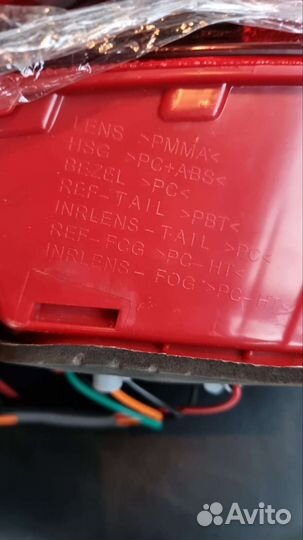 LENS >PMMA<
HSG >PC+ABS<
BEZEL >PC<
REF-TAIL >PBT<
INRLENS-TAIL >PC<
REF-FOG >PC-HT<
INRLENS-FOG >PC-HT<
Avito